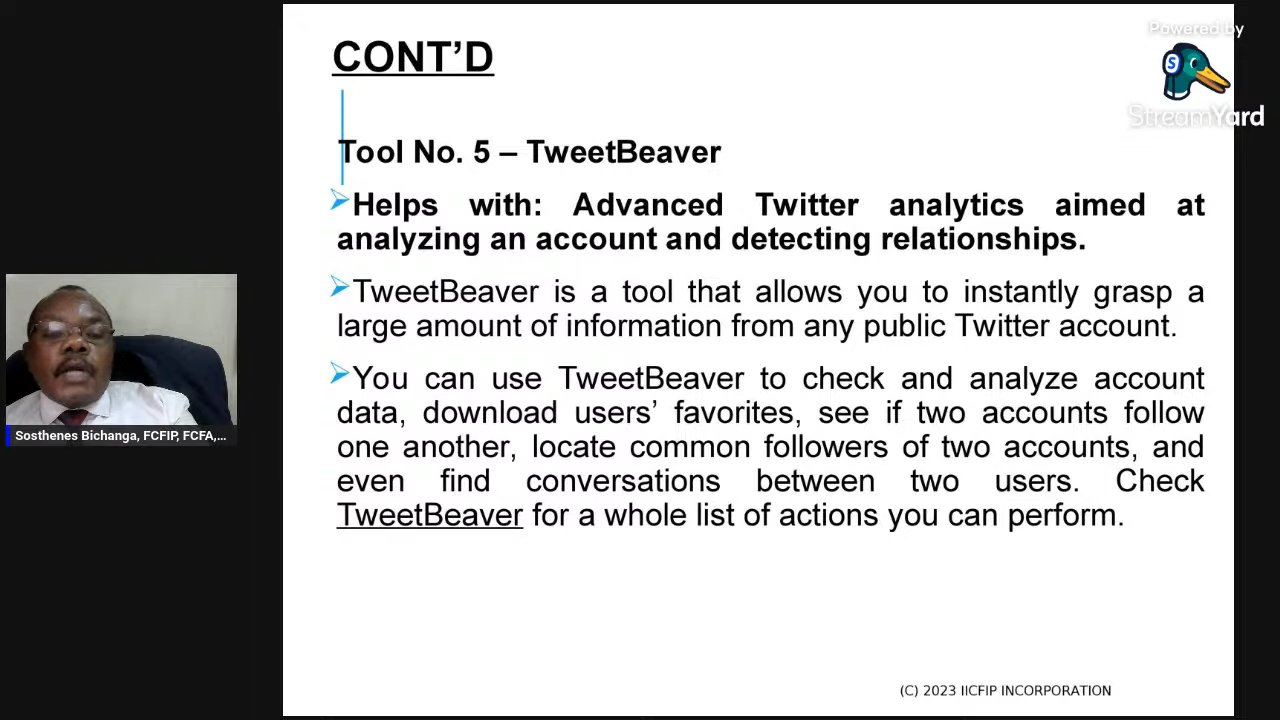 CONT’D
Powered by
S
StreamYard
Tool No. 5 – TweetBeaver
Helps with: Advanced Twitter analytics aimed at
analyzing an account and detecting relationships.
TweetBeaver is a tool that allows you to instantly grasp a
large amount of information from any public Twitter account.
You can use TweetBeaver to check and analyze account
data, download users’ favorites, see if two accounts follow
one another, locate common followers of two accounts, and
even find conversations between two users. Check
TweetBeaver for a whole list of actions you can perform.
Sosthenes Bichanga, FCFIP, FCFA,...
(C) 2023 IICFIP INCORPORATION